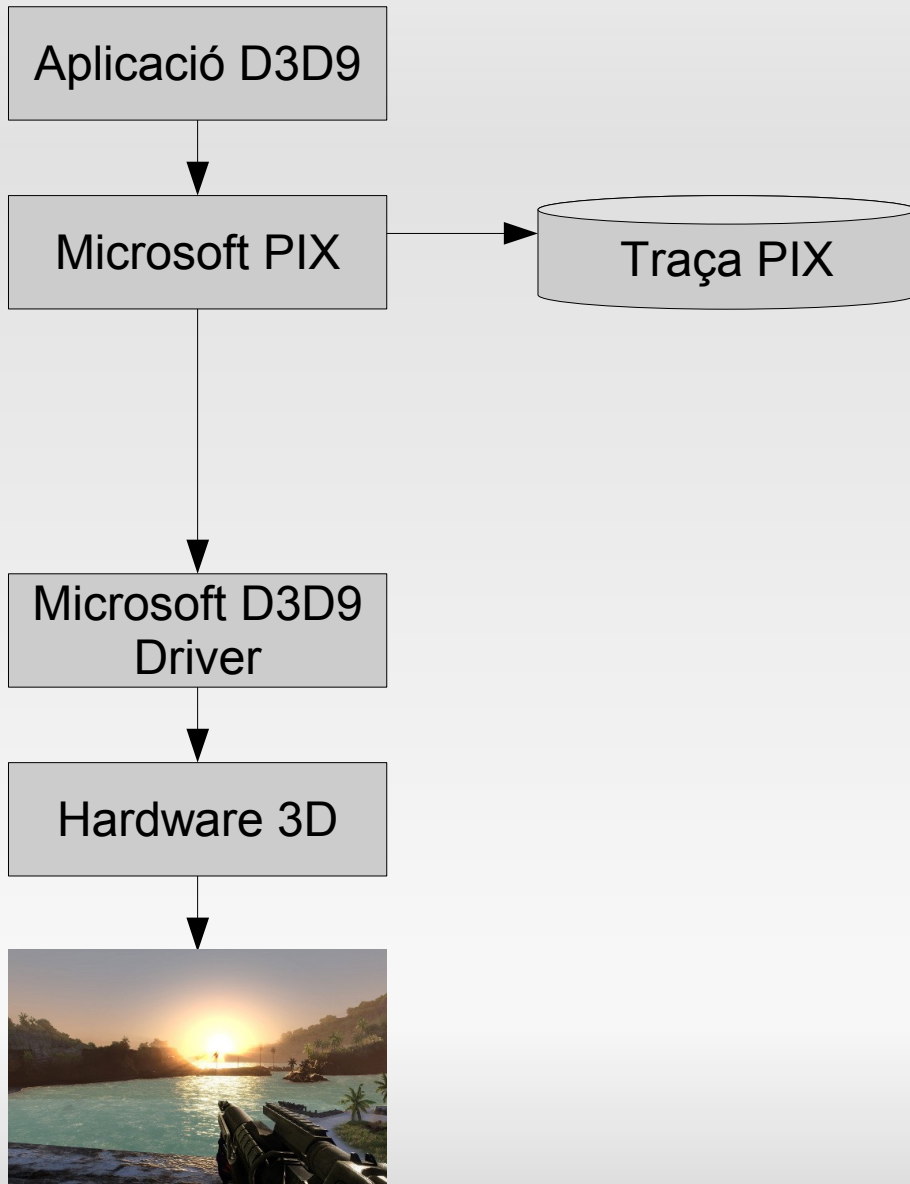 Aplicació D3D9
Microsoft PIX
Traça PIX
Microsoft D3D9
Driver
Hardware 3D